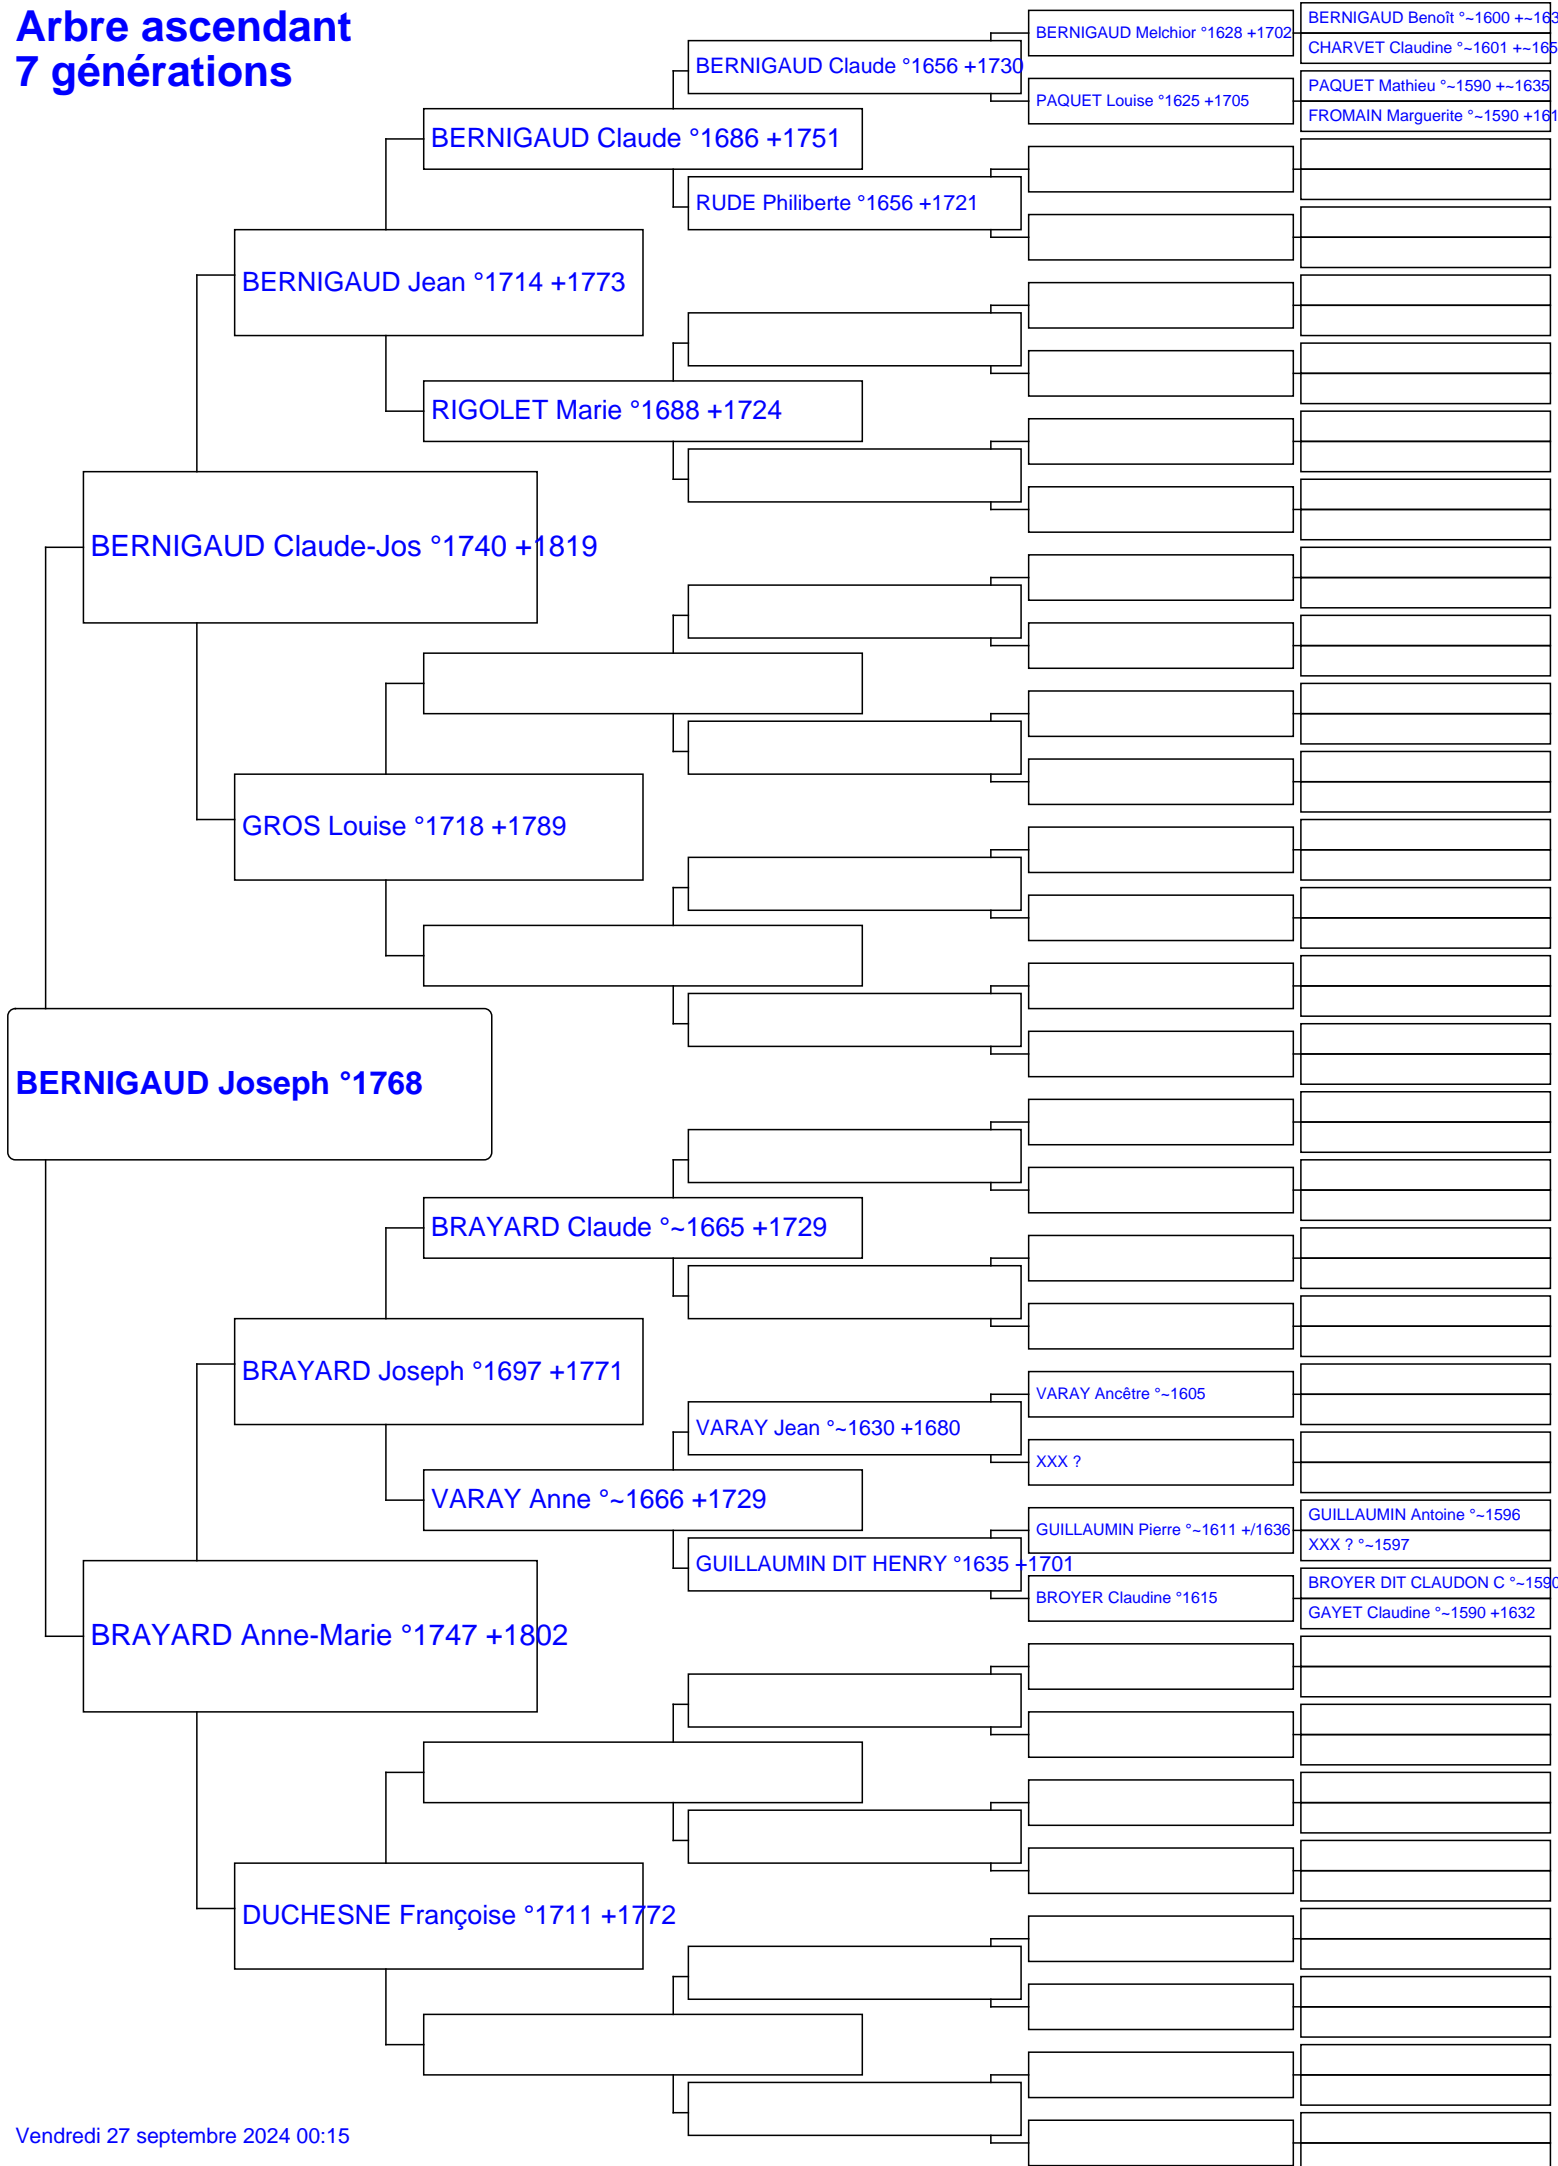 Arbre ascendant
7 générations
BERNIGAUD Benoît °~1600 +~163
BERNIGAUD Melchior °1628 +1702
CHARVET Claudine °~1601 +~165
BERNIGAUD Claude °1656 +1730
PAQUET Mathieu °~1590 +~1635
PAQUET Louise °1625 +1705
FROMAIN Marguerite °~1590 +161
BERNIGAUD Claude °1686 +1751
RUDE Philiberte °1656 +1721
BERNIGAUD Jean °1714 +1773
RIGOLET Marie °1688 +1724
BERNIGAUD Claude-Jos °1740 +1819
GROS Louise °1718 +1789
BERNIGAUD Joseph °1768
BRAYARD Claude °~1665 +1729
BRAYARD Joseph °1697 +1771
VARAY Ancêtre °~1605
VARAY Jean °~1630 +1680
XXX ?
VARAY Anne °~1666 +1729
GUILLAUMIN Antoine °~1596
GUILLAUMIN Pierre °~1611 +/1636
XXX ? °~1597
GUILLAUMIN DIT HENRY °1635 +1701
BROYER DIT CLAUDON C °~1590
BROYER Claudine °1615
GAYET Claudine °~1590 +1632
BRAYARD Anne-Marie °1747 +1802
DUCHESNE Françoise °1711 +1772
Vendredi 27 septembre 2024 00:15